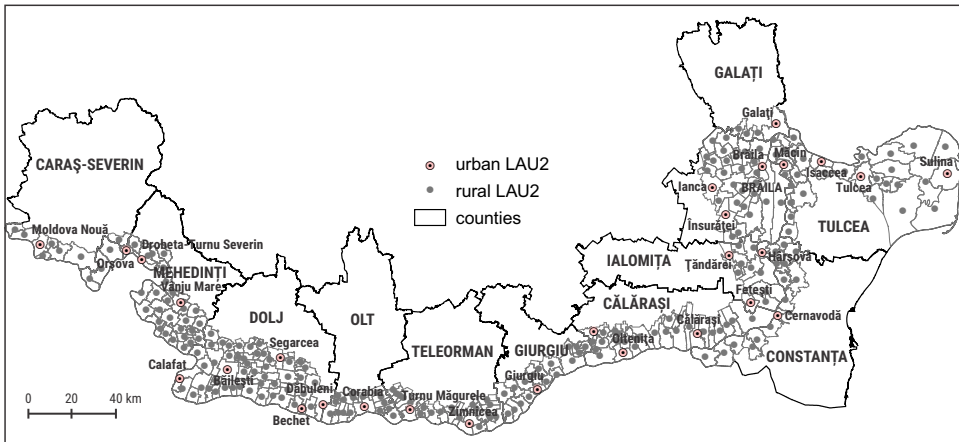 GALAȚI
Galați
CARAȘ-SEVERIN
urban LAU2
rural LAU2
counties
Brăila
Măcin
Isaccea
Sulina
Tulcea
Ianca
BRĂILA
Însurăței
TULCEA
Moldova Nouă
Drobeta-Turnu Severin
Orșova
MEHEDINȚI
Vânju Mare
IALOMIȚA
Țăndărei
Hârșova
CĂLĂRAȘI
Fetești
Cernavodă
DOLJ
OLT
Călărași
Oltenița
TELEORMAN
GIURGIU
CONSTANȚA
Segarcea
Calafat
Băilești
Giurgiu
Dăbuleni
Corabia
Turnu Măgurele
Zimnicea
Bechet
0 20 40 km